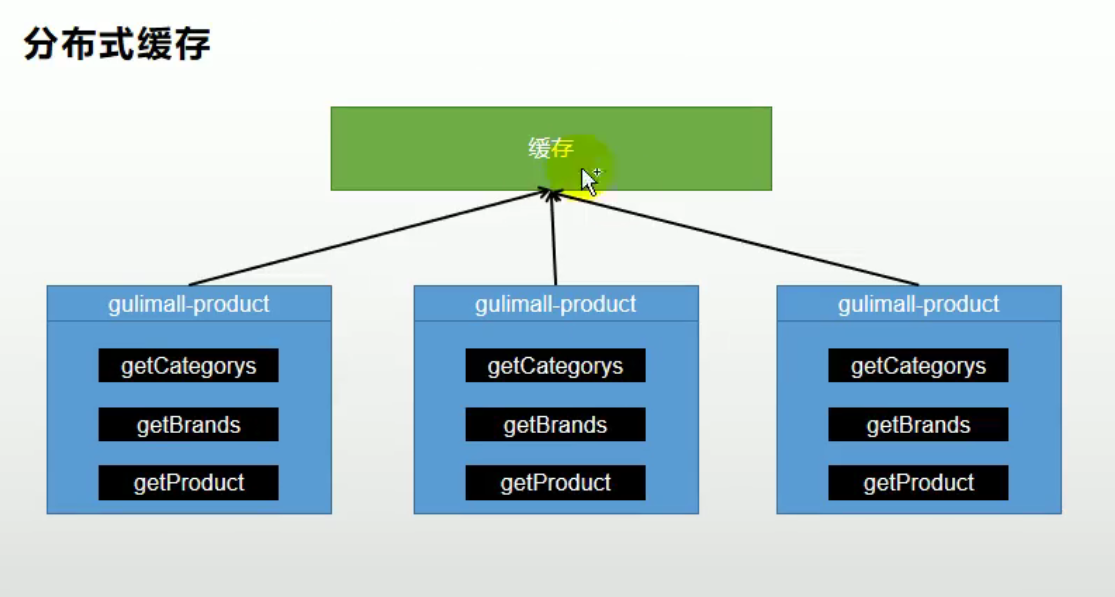 分布式缓存
缓存
gulimall-product
getCategorys
getBrands
getProduct
gulimall-product
getCategorys
getBrands
getProduct
gulimall-product
getCategorys
getBrands
getProduct